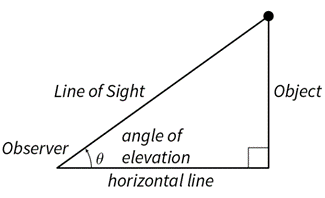 Line of Sight
Object
Observer
θ
angle of
elevation
horizontal line